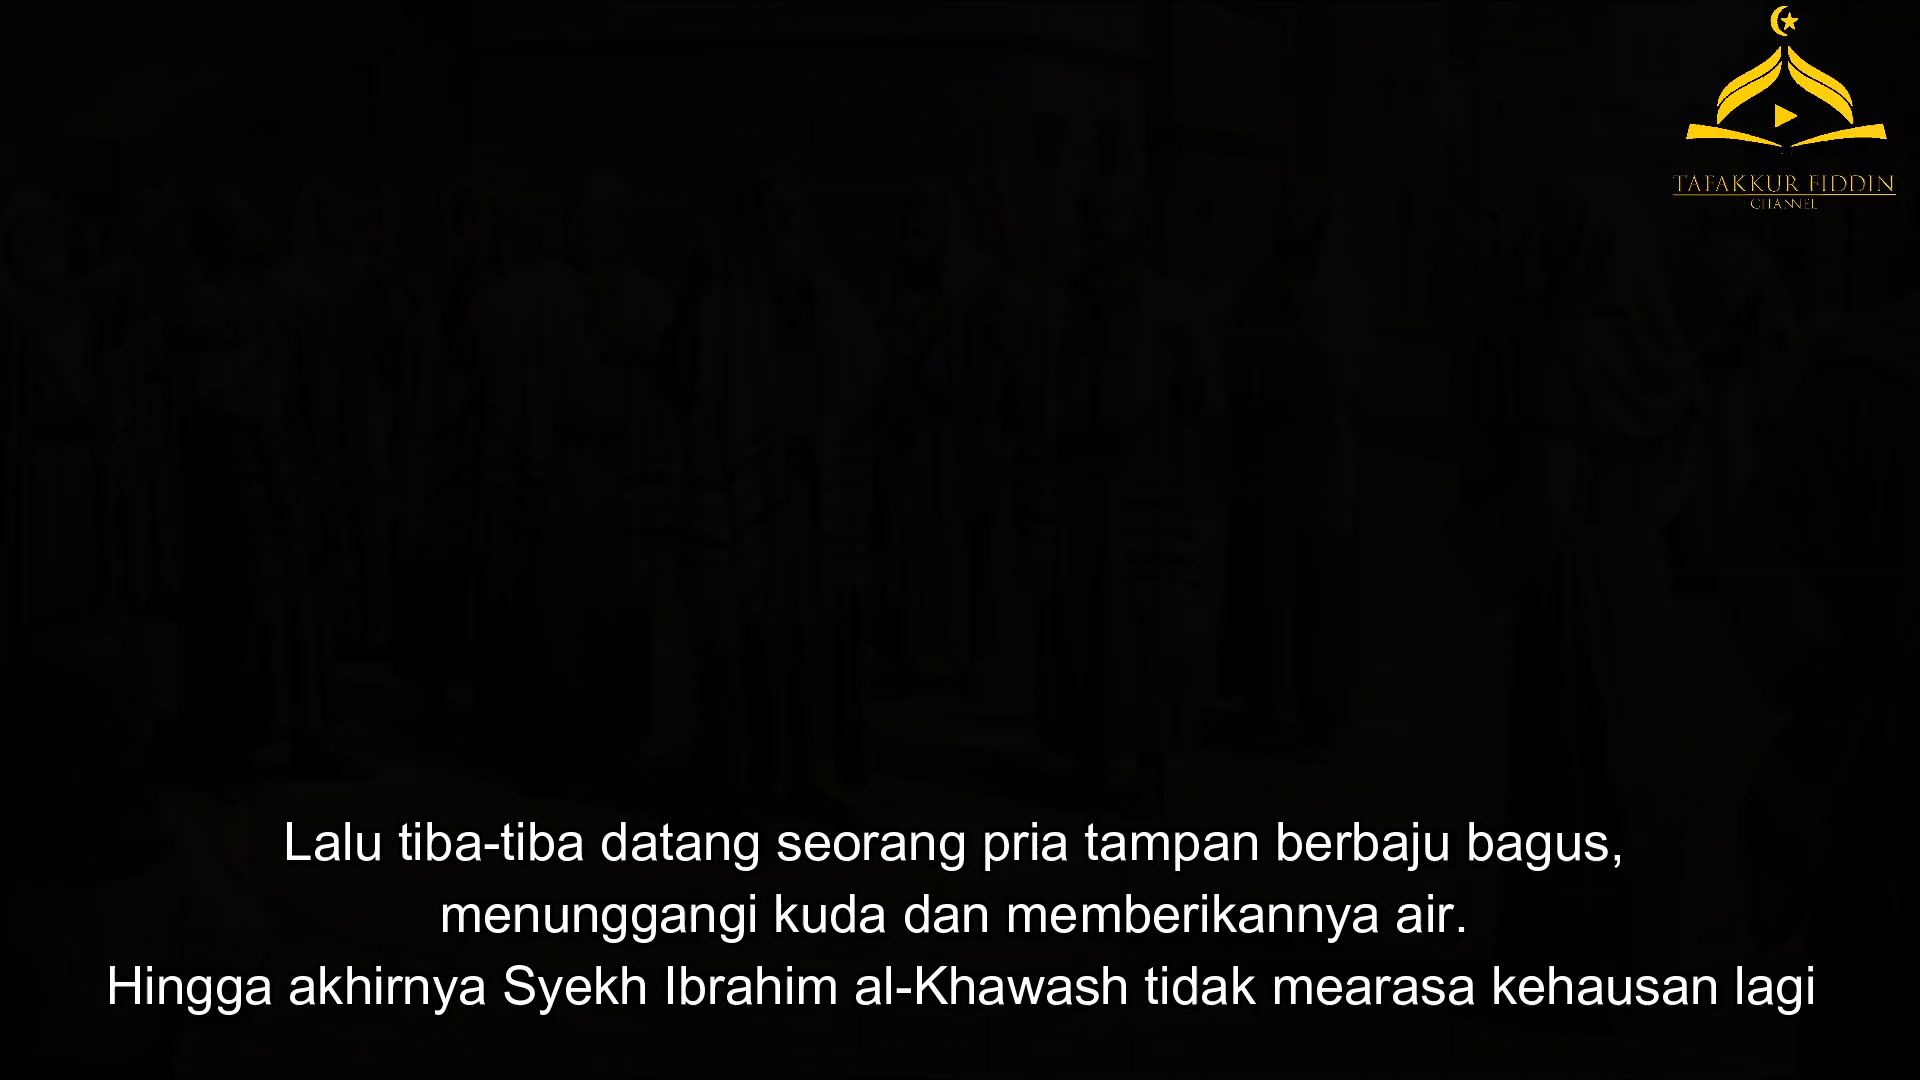 TAFAKKUR FIDDIN
CHANNEL
Lalu tiba-tiba datang seorang pria tampan berbaju bagus,
menunggangi kuda dan memberikannya air.
Hingga akhirnya Syekh Ibrahim al-Khawash tidak mearasa kehausan lagi